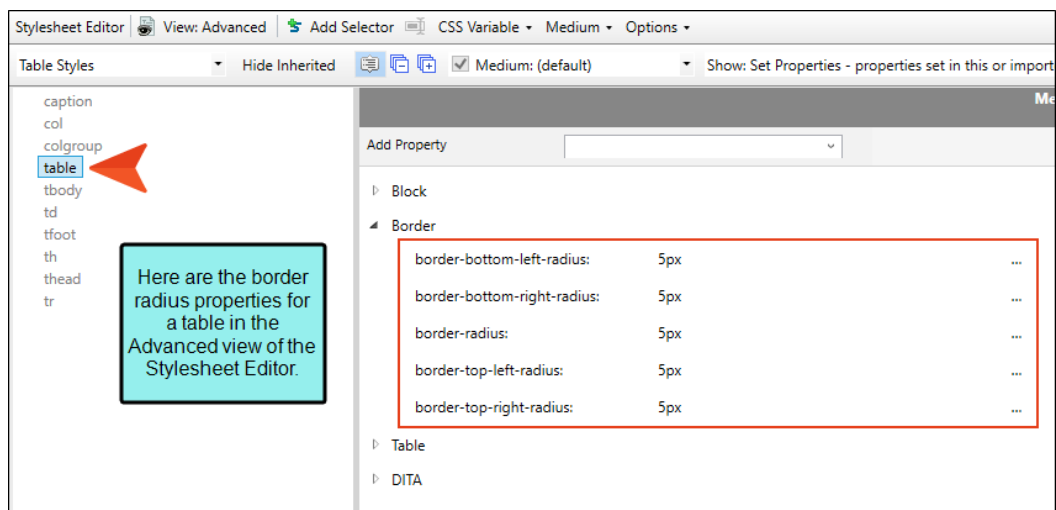 Stylesheet Editor View: Advanced Add Selector CSS Variable Medium Options
Table Styles Hide Inherited Medium: (default) Show: Set Properties - properties set in this or import
caption
col
colgroup
table
tbody
td
tfoot
th
thead
tr
Here are the border
radius properties for
a table in the
Advanced view of the
Stylesheet Editor.
Me
Add Property
Block
Border
border-bottom-left-radius: 5px ...
border-bottom-right-radius: 5px ...
border-radius: 5px ...
border-top-left-radius: 5px ...
border-top-right-radius: 5px ...
Table
DITA